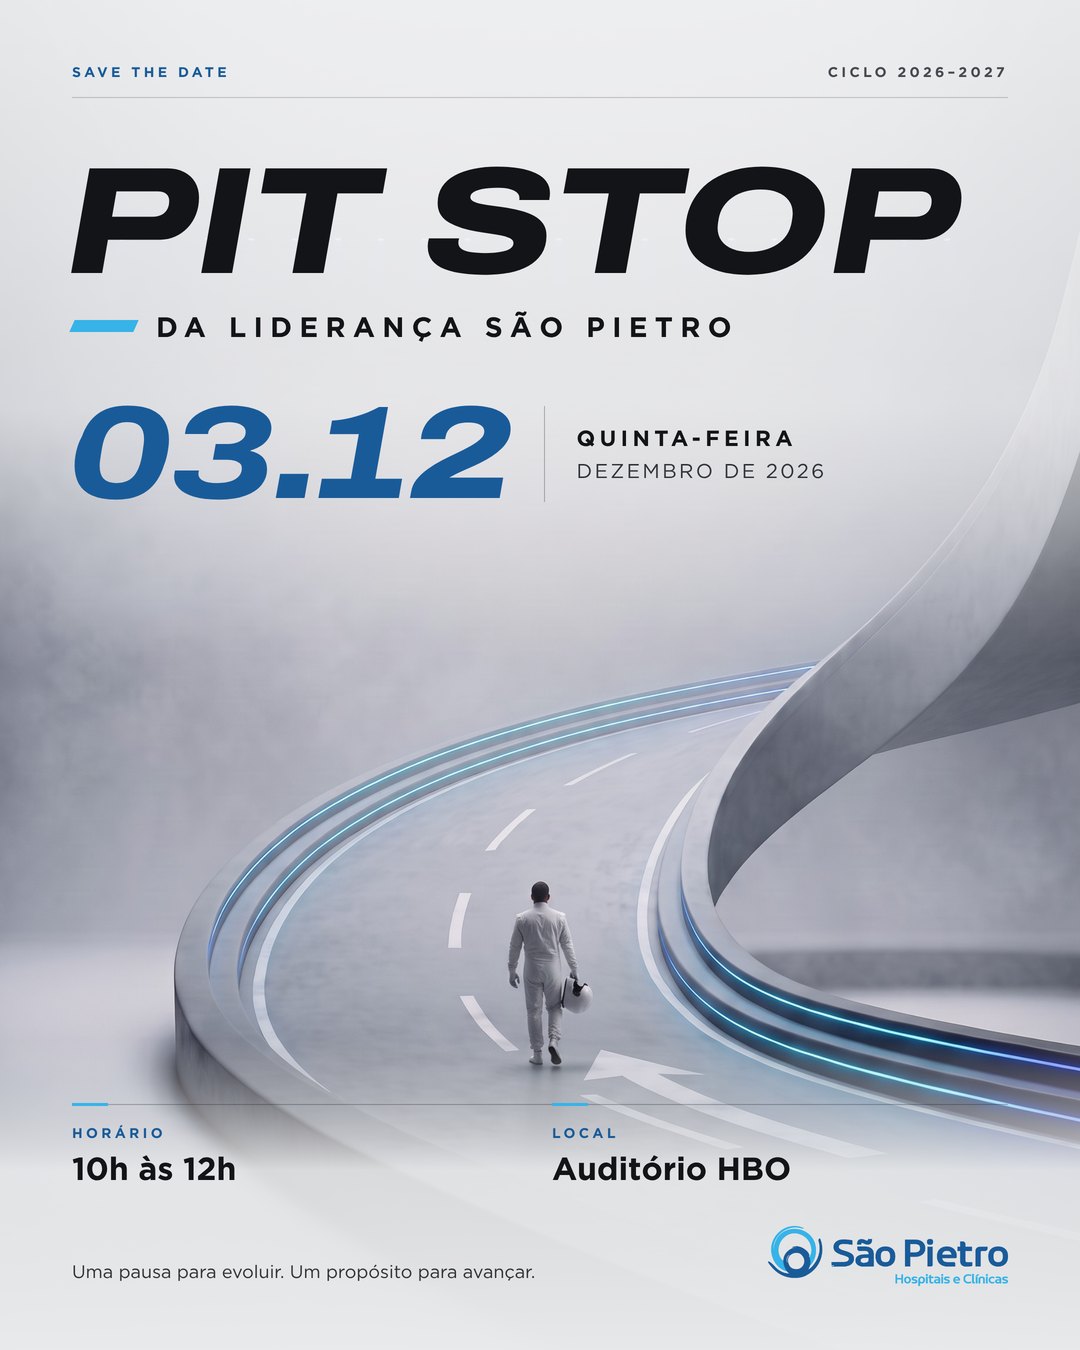 SAVE THE DATE
CICLO 2026-2027
PIT STOP
DA LIDERANÇA SÃO PIETRO
03.12
QUINTA-FEIRA
DEZEMBRO DE 2026
HORÁRIO
10h às 12h
LOCAL
Auditório HBO
Uma pausa para evoluir. Um propósito para avançar.
São Pietro
Hospitais e Clínicas